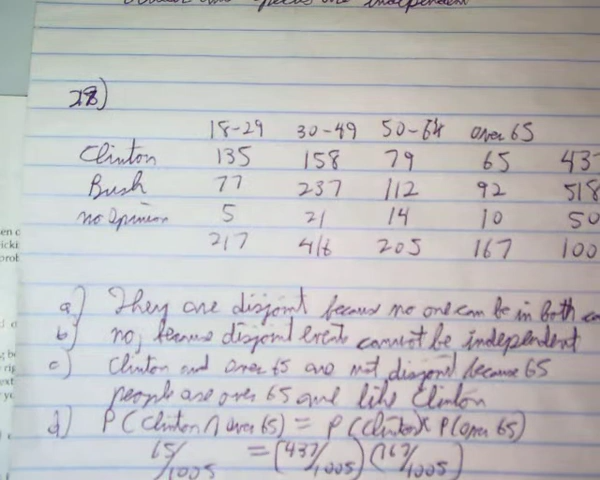 are independent
28)
18-29 30-49 50-64 over 65
Clinton 135 158 79 65 437
Bush 77 237 112 92 518
no opinion 5 21 14 10 50
217 416 205 167 100
a) They are disjoint because no one can be in both
b) no, because disjoint events cannot be independent
c) Clinton and over 65 are not disjoint because 65
people are over 65 and like Clinton
d) P(Clinton ∩ over 65) = P(Clinton) x P(over 65)
65/1005 = (437/1005)(167/1005)